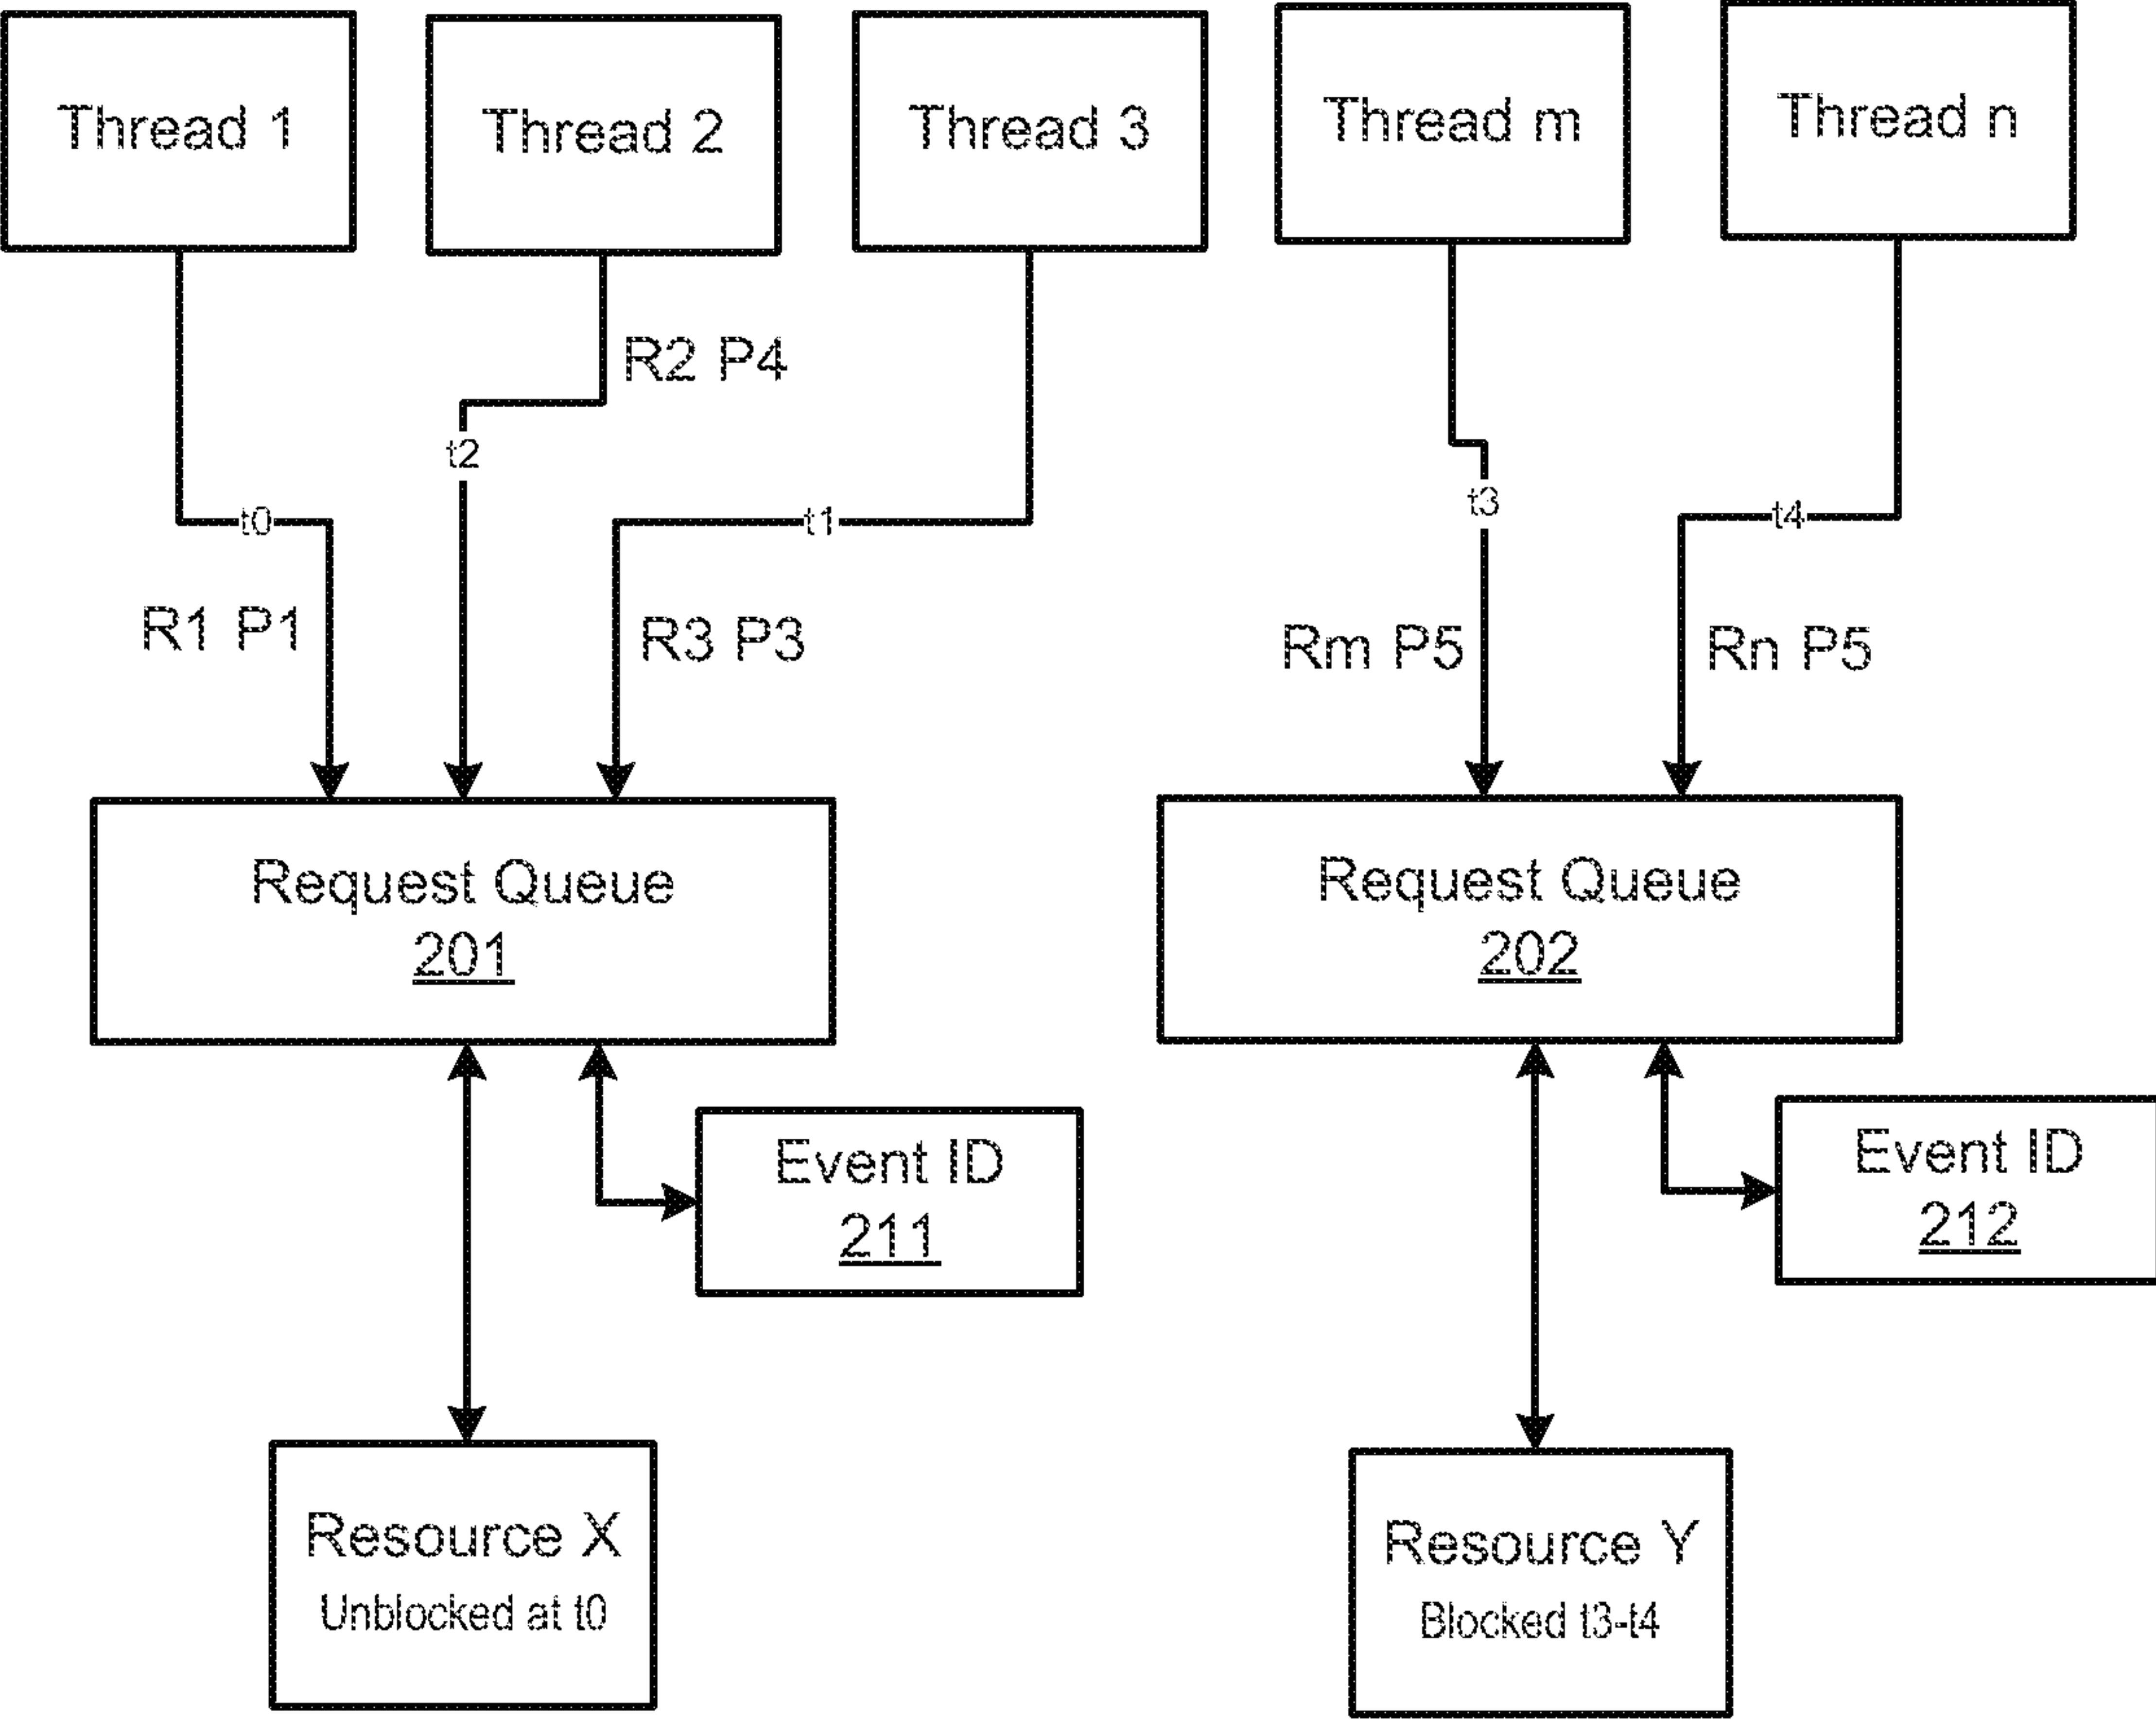 Thread 1
Thread 2
Thread 3
Thread m
Thread n
R2 P4
t2
t0
t1
t3
t4
R1 P1
R3 P3
Rm P5
Rn P5
Request Queue
201
Request Queue
202
Event ID
211
Event ID
212
Resource X
Unblocked at t0
Resource Y
Blocked t3-t4